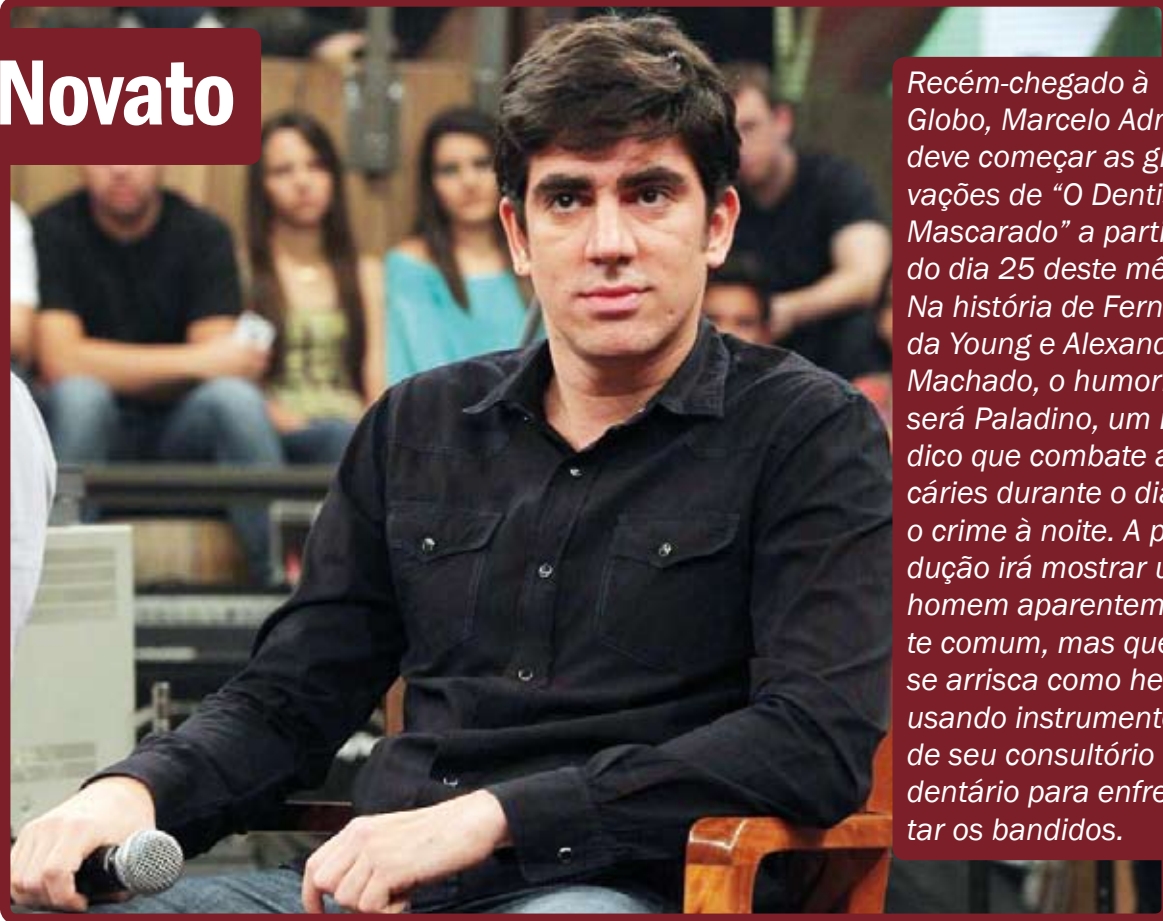 Novato
Recém-chegado à
Globo, Marcelo Ad
deve começar as g
vações de “O Denti
Mascarado” a parti
do dia 25 deste mê
Na história de Fern
da Young e Alexand
Machado, o humor
será Paladino, um
dico que combate a
cáries durante o dia
o crime à noite. A p
dução irá mostrar u
homem aparentem
te comum, mas que
se arrisca como he
usando instrument
de seu consultório
dentário para enfre
tar os bandidos.